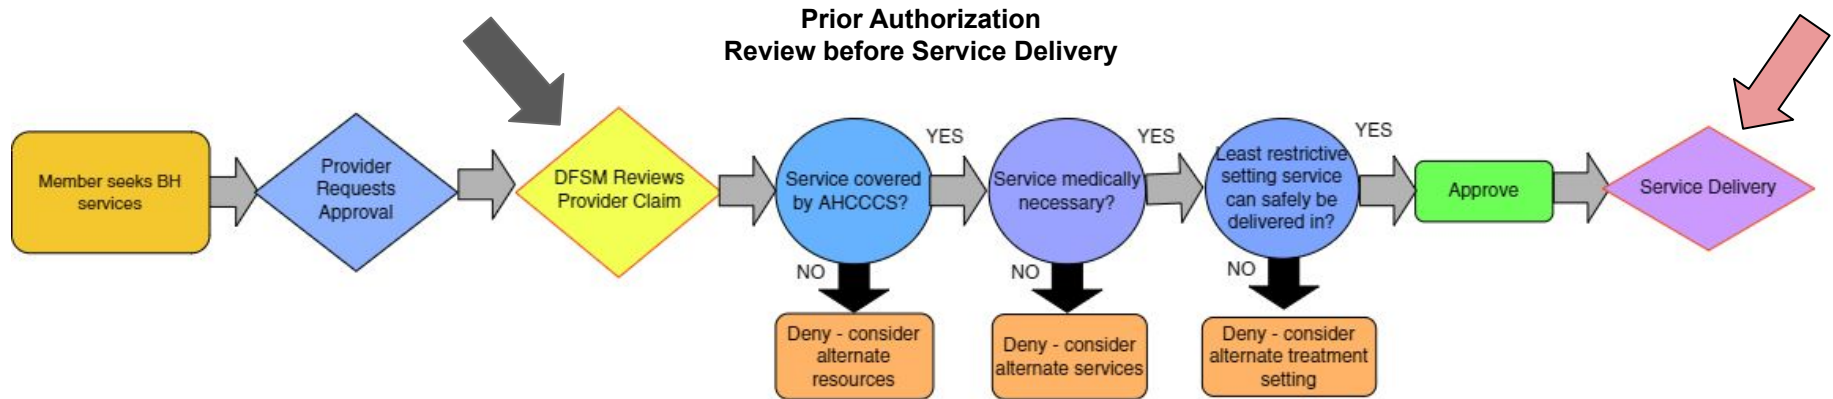 Prior Authorization
Review before Service Delivery
Member seeks BH
services
Provider
Requests
Approval
DFSM Reviews
Provider Claim
Service covered
by AHCCCS?
YES
NO
Deny - consider
alternate
resources
Service medically
necessary?
YES
NO
Deny - consider
alternate services
Least restrictive
setting service
can safely be
delivered in?
YES
NO
Deny - consider
alternate treatment
setting
Approve
Service Delivery